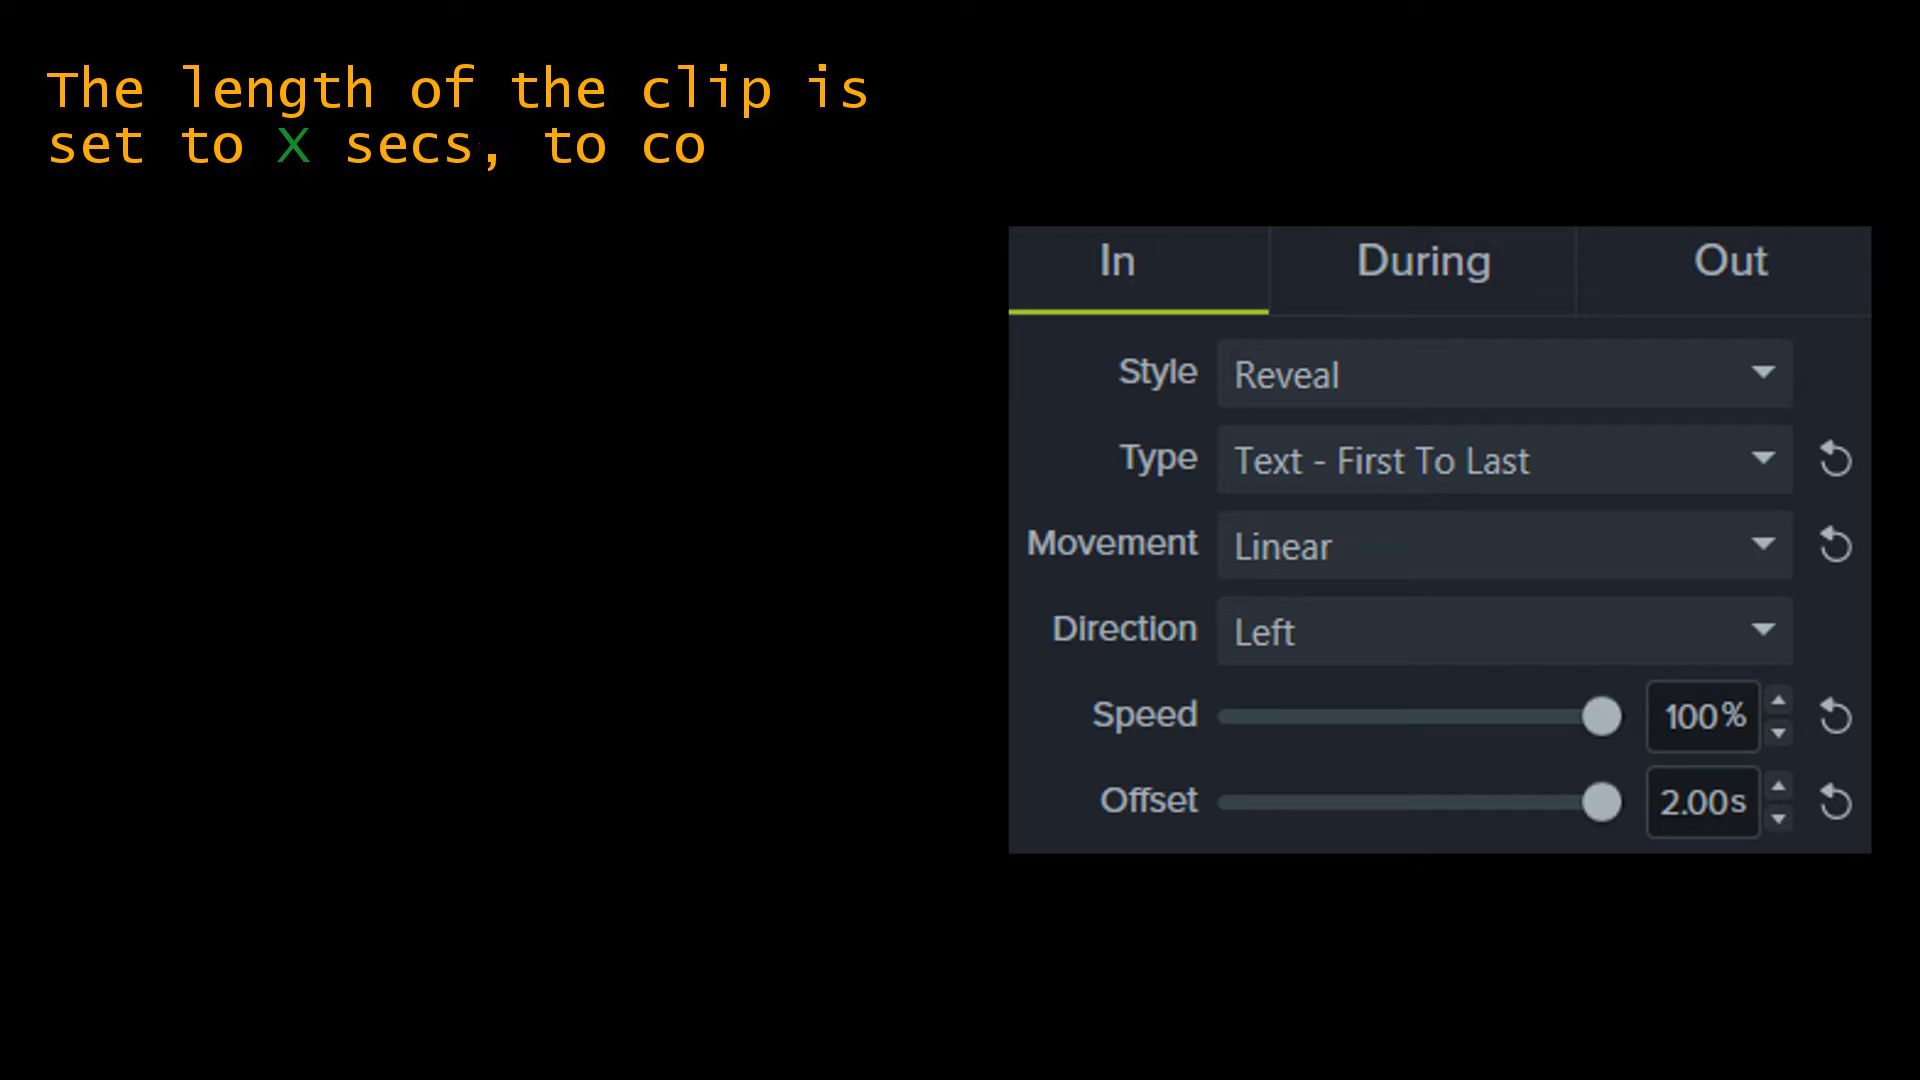 The length of the clip is
set to X secs, to co
In During Out
Style Reveal
Type Text - First To Last
Movement Linear
Direction Left
Speed 100%
Offset 2.00s